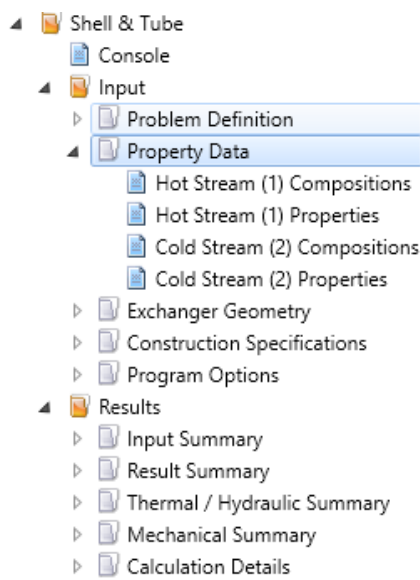 Shell & Tube
Console
Input
Problem Definition
Property Data
Hot Stream (1) Compositions
Hot Stream (1) Properties
Cold Stream (2) Compositions
Cold Stream (2) Properties
Exchanger Geometry
Construction Specifications
Program Options
Results
Input Summary
Result Summary
Thermal / Hydraulic Summary
Mechanical Summary
Calculation Details